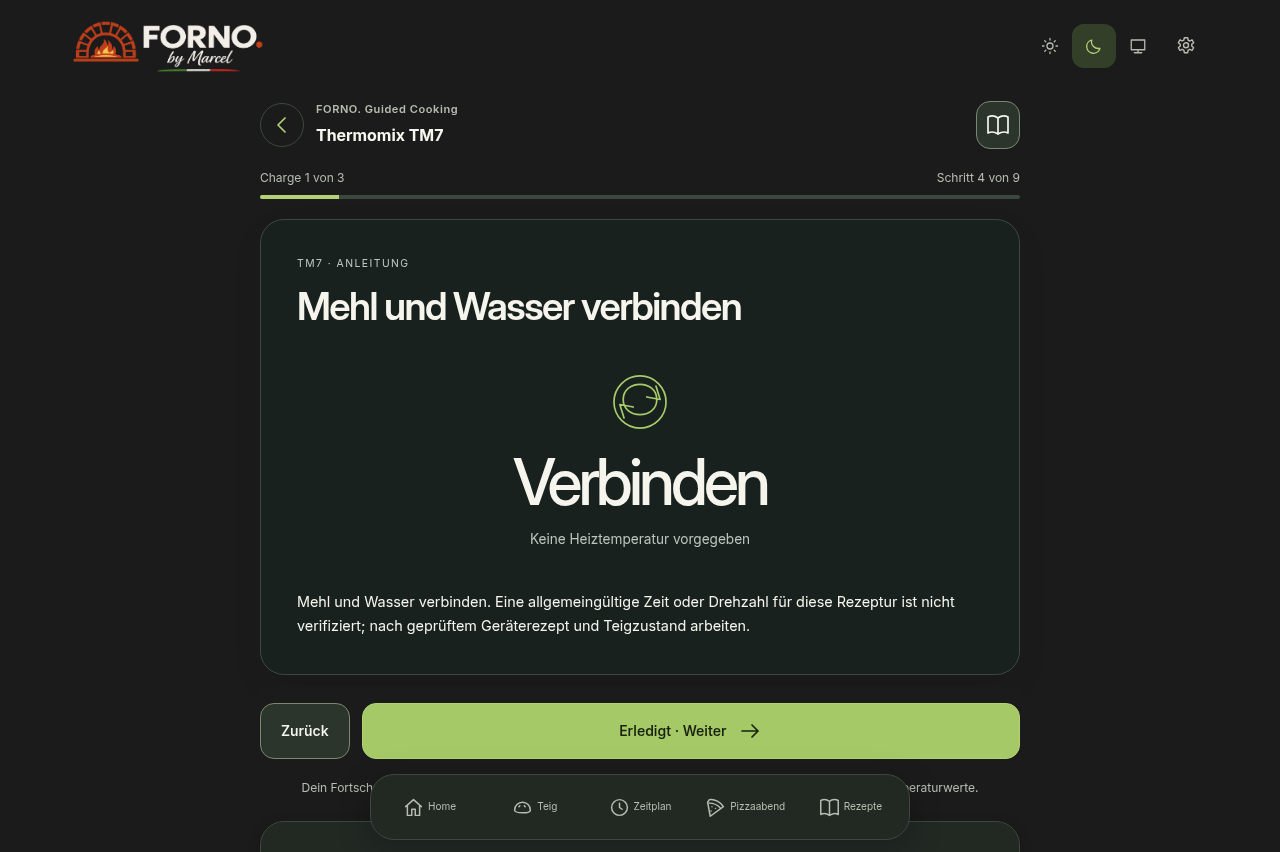 FORNO.
by Marcel
FORNO. Guided Cooking
Thermomix TM7
Charge 1 von 3
Schritt 4 von 9
TM7 · ANLEITUNG
Mehl und Wasser verbinden
Verbinden
Keine Heiztemperatur vorgegeben
Mehl und Wasser verbinden. Eine allgemeingültige Zeit oder Drehzahl für diese Rezeptur ist nicht
verifiziert; nach geprüftem Geräterezept und Teigzustand arbeiten.
Zurück
Erledigt · Weiter
Dein
Home
Teig
Zeitplan
Pizzaabend
Rezepte